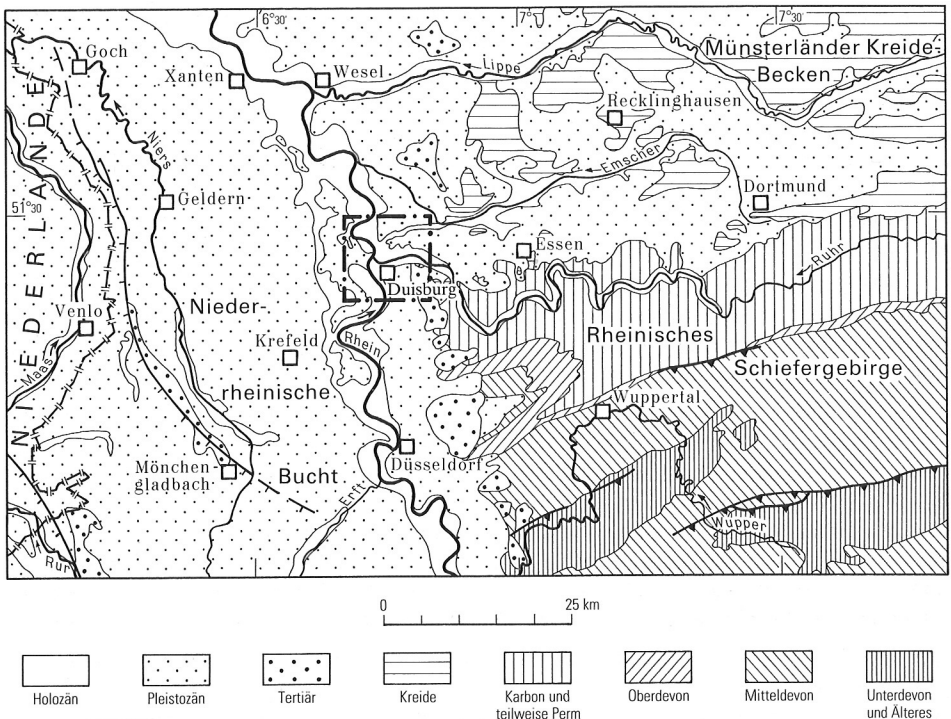 6°30'
7°
7°30'
Goch
Xanten
Wesel
Lippe
Münsterländer Kreide-
Becken
Recklinghausen
NIEDERLANDE
Niers
Emscher
Geldern
Dortmund
51°30
Essen
Ruhr
Duisburg
Venlo
Nieder-
Rheinisches
Maas
Krefeld
Rhein
rheinische
Schiefergebirge
Wuppertal
Mönchen-
gladbach
Bucht
Düsseldorf
Erft
Wupper
Rur
0 25 km
Holozän
Pleistozän
Tertiär
Kreide
Karbon und
teilweise Perm
Oberdevon
Mitteldevon
Unterdevon
und Älteres